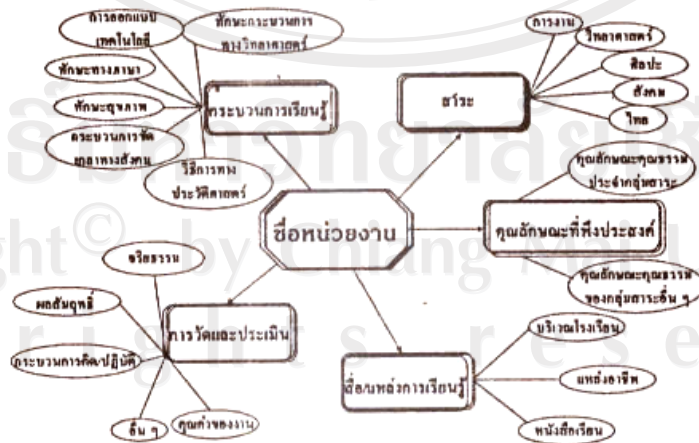 การออกแบบ
เทคโนโลยี
ทักษะกระบวนการ
ทางวิทยาศาสตร์
ทักษะทางภาษา
ทักษะสุขภาพ
กระบวนการขัด
เกลาทางสังคม
วิธีการทาง
ประวัติศาสตร์
กระบวนการเรียนรู้
การงาน
วิทยาศาสตร์
ศิลปะ
สังคม
ไทย
สาระ
คุณลักษณะคุณธรรม
ประจำกลุ่มสาระ
คุณลักษณะที่พึงประสงค์
คุณลักษณะคุณธรรม
ของกลุ่มสาระอื่น ๆ
ชื่อหน่วยงาน
จริยธรรม
ผลสัมฤทธิ์
กระบวนการคิด/ปฏิบัติ
อื่น ๆ
คุณค่าของงาน
การวัดและประเมิน
สื่อ/แหล่งการเรียนรู้
บริเวณโรงเรียน
แหล่งอาชีพ
หนังสือเรียน
© by Chiang Mai